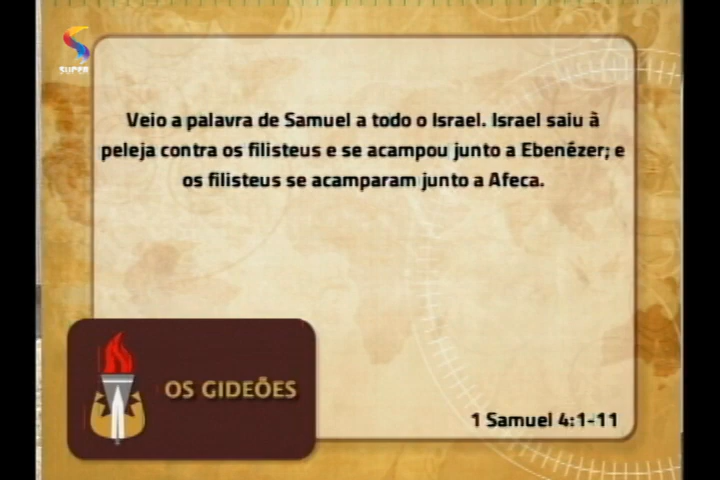 SUPER
Veio a palavra de Samuel a todo o Israel. Israel saiu à
peleja contra os filisteus e se acampou junto a Ebenézer; e
os filisteus se acamparam junto a Afeca.
OS GIDEÕES
1 Samuel 4:1-11